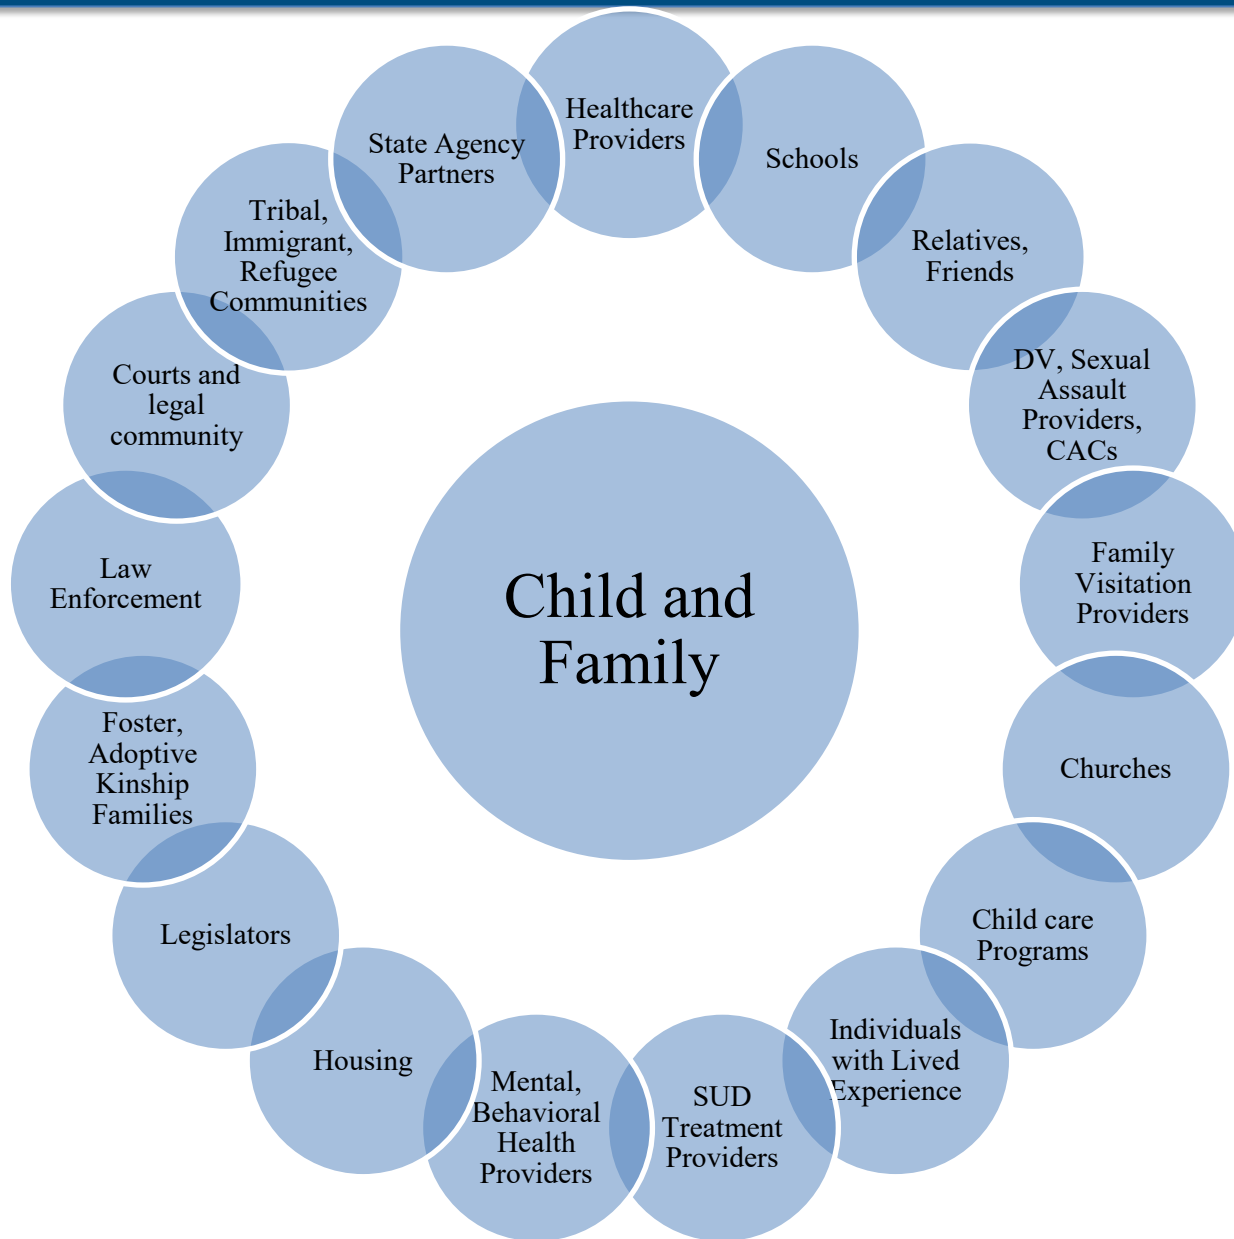 Healthcare
Providers
Schools
Relatives,
Friends
DV, Sexual
Assault
Providers,
CACs
Family
Visitation
Providers
Churches
Child care
Programs
Individuals
with Lived
Experience
SUD
Treatment
Providers
Mental,
Behavioral
Health
Providers
Housing
Legislators
Foster,
Adoptive
Kinship
Families
Law
Enforcement
Courts and
legal
community
Tribal,
Immigrant,
Refugee
Communities
State Agency
Partners
Child and
Family